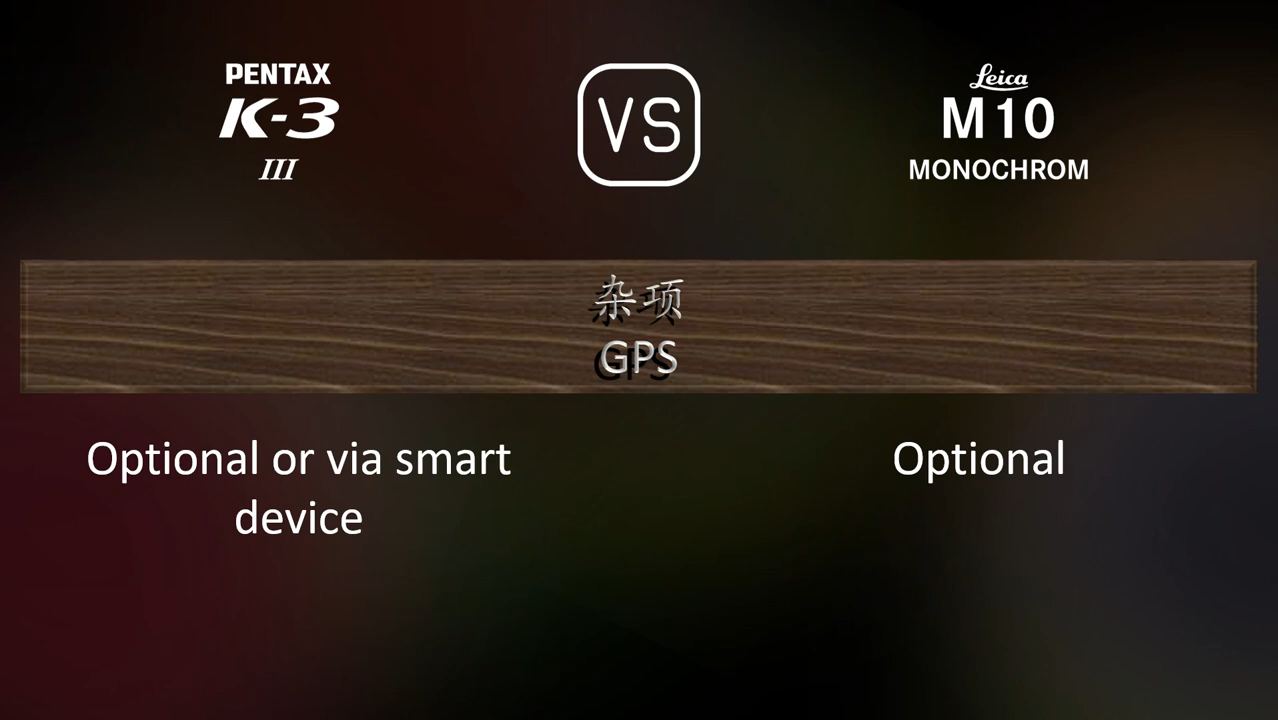 PENTAX
K-3
III
VS
Leica
M10
MONOCHROM
杂项
GPS
Optional or via smart
device
Optional